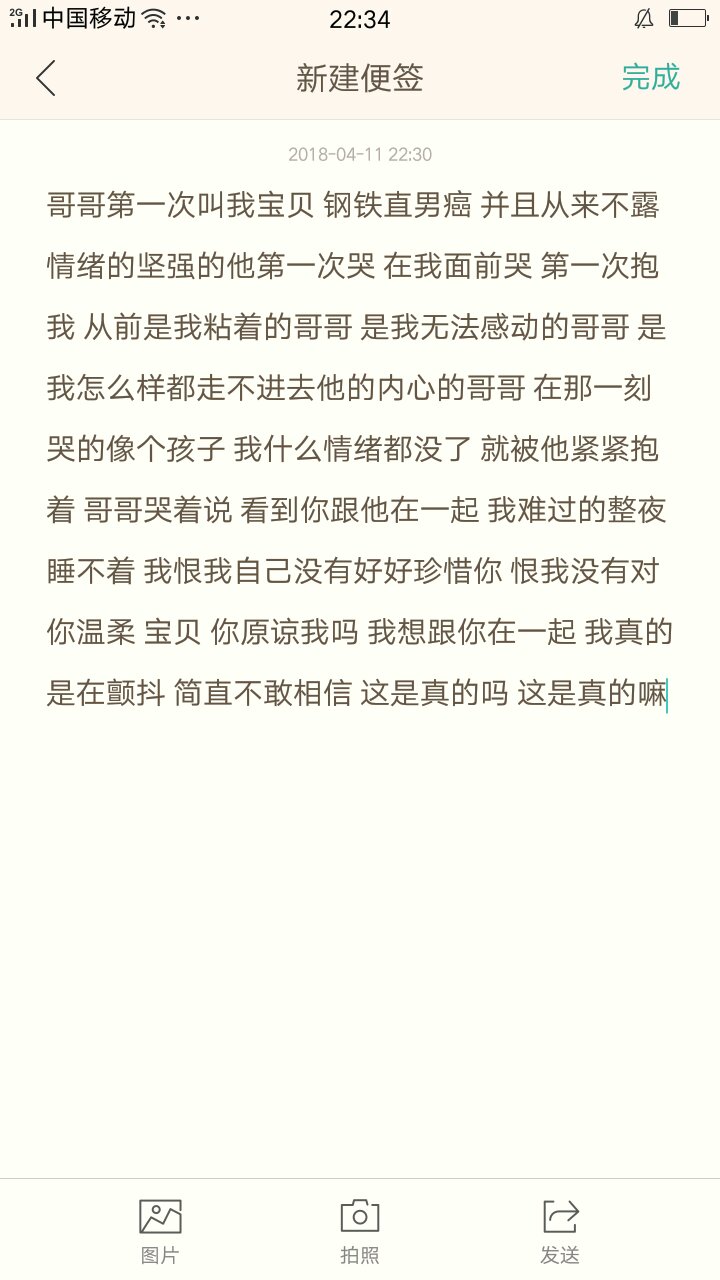 2G 中国移动 ... 22:34
新建便签 完成
2018-04-11 22:30
哥哥第一次叫我宝贝 钢铁直男癌 并且从来不露
情绪的坚强的他第一次哭 在我面前哭 第一次抱
我 从前是我粘着的哥哥 是我无法感动的哥哥 是
我怎么样都走不进去他的内心的哥哥 在那一刻
哭的像个孩子 我什么情绪都没了 就被他紧紧抱
着 哥哥哭着说 看到你跟他在一起 我难过的整夜
睡不着 我恨我自己没有好好珍惜你 恨我没有对
你温柔 宝贝 你原谅我吗 我想跟你在一起 我真的
是在颤抖 简直不敢相信 这是真的吗 这是真的嘛
图片 拍照 发送